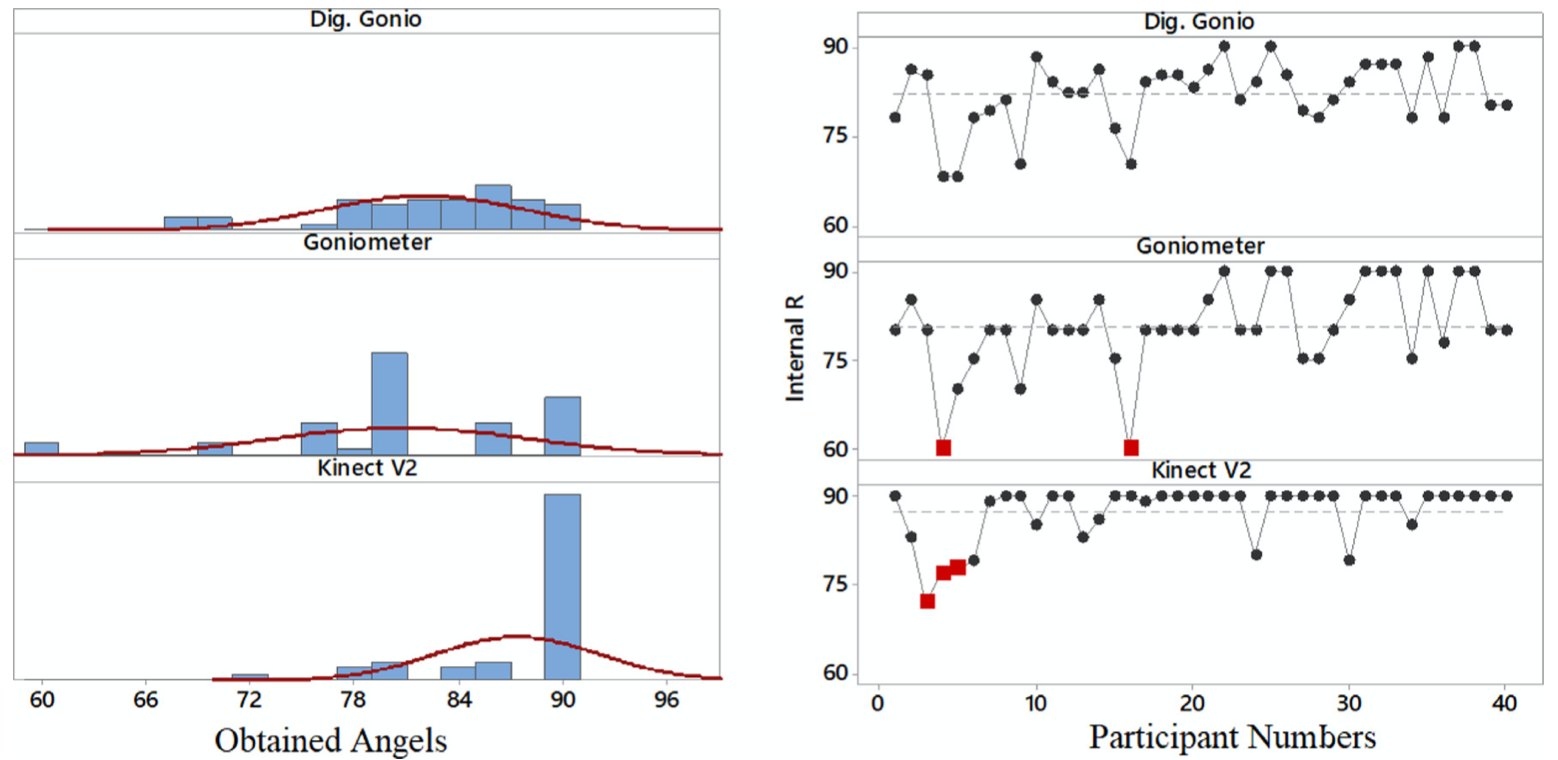 Dig. Gonio
Goniometer
Kinect V2
60 66 72 78 84 90 96
Obtained Angels
Internal R
Dig. Gonio
90
75
60
Goniometer
90
75
60
Kinect V2
90
75
60
0 10 20 30 40
Participant Numbers